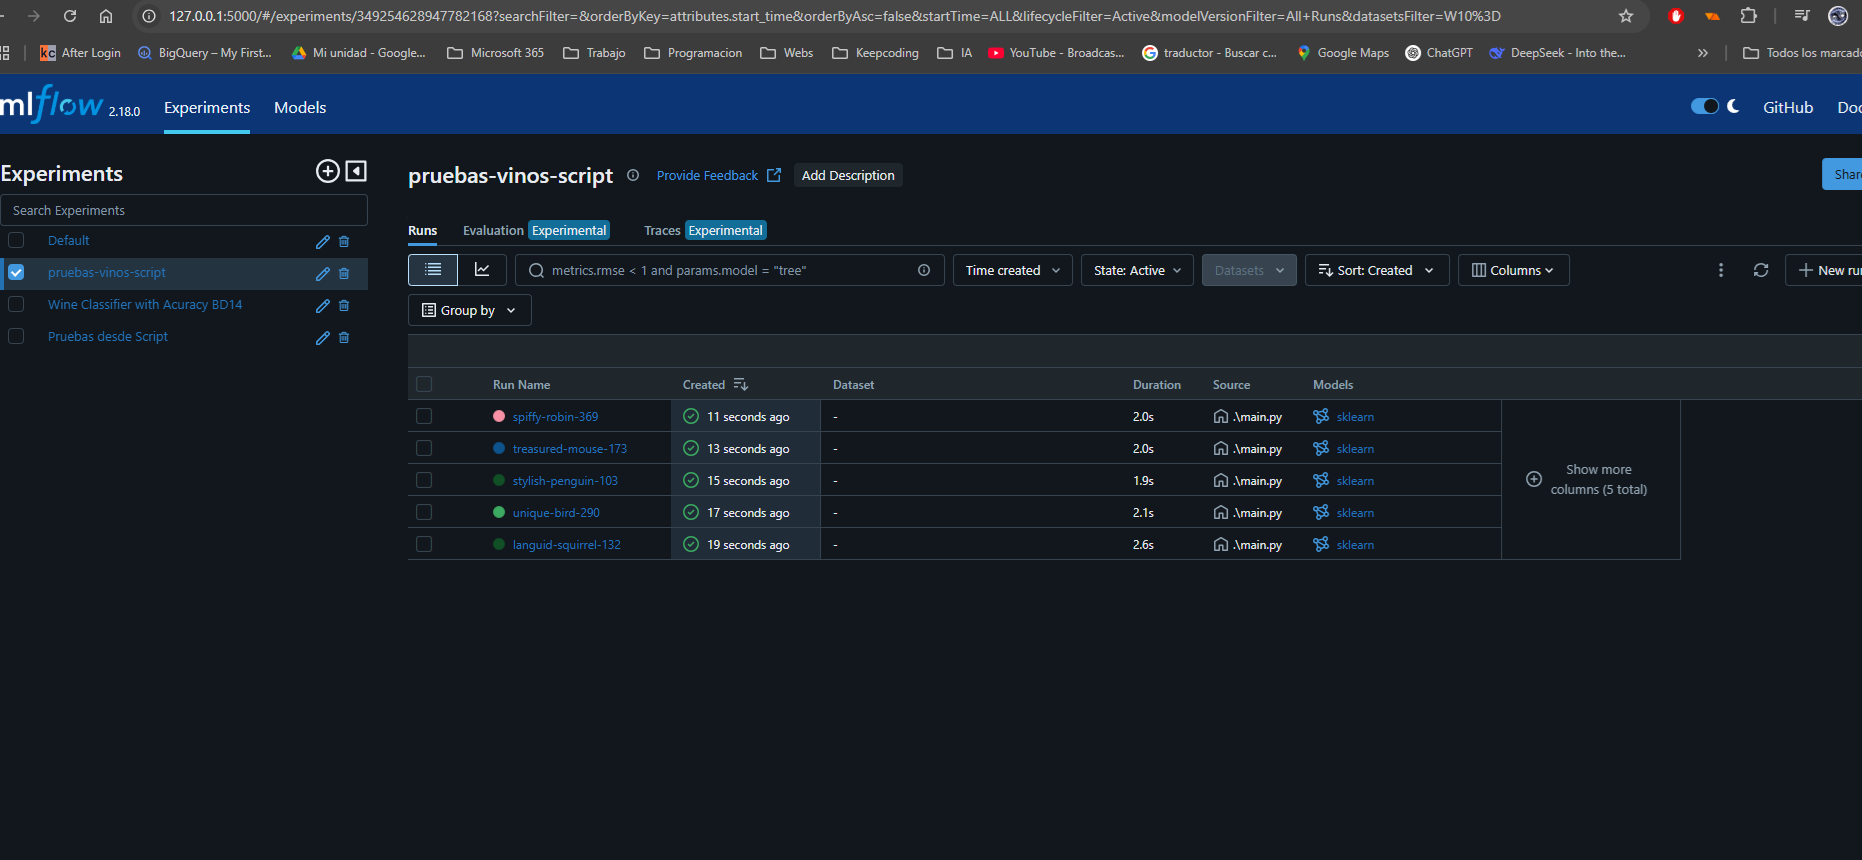 127.0.0.1:5000/#/experiments/349254628947782168?searchFilter=&orderByKey=attributes.start_time&orderByAsc=false&startTime=ALL&lifecycleFilter=Active&modelVersionFilter=All+Runs&datasetsFilter=W10%3D
kc After Login BigQuery – My First... Mi unidad - Google... Microsoft 365 Trabajo Programacion Webs Keepcoding IA YouTube - Broadcas... traductor - Buscar c... Google Maps ChatGPT DeepSeek - Into the... » Todos los marcado
mlflow 2.18.0 Experiments Models GitHub Doc
Experiments
Search Experiments
Default
pruebas-vinos-script
Wine Classifier with Acuracy BD14
Pruebas desde Script
pruebas-vinos-script Provide Feedback Add Description Share
Runs Evaluation Experimental Traces Experimental
metrics.rmse < 1 and params.model = "tree" Time created State: Active Datasets Sort: Created Columns New run
Group by
Run Name Created Dataset Duration Source Models
spiffy-robin-369 11 seconds ago - 2.0s .\main.py sklearn
treasured-mouse-173 13 seconds ago - 2.0s .\main.py sklearn
stylish-penguin-103 15 seconds ago - 1.9s .\main.py sklearn
unique-bird-290 17 seconds ago - 2.1s .\main.py sklearn
languid-squirrel-132 19 seconds ago - 2.6s .\main.py sklearn
Show more
columns (5 total)